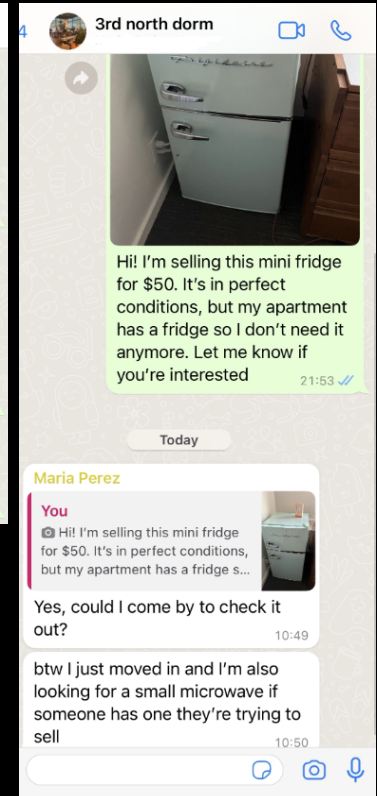 4
3rd north dorm
Hi! I’m selling this mini fridge
for $50. It’s in perfect
conditions, but my apartment
has a fridge so I don’t need it
anymore. Let me know if
you’re interested
21:53
Today
Maria Perez
You
Hi! I’m selling this mini fridge
for $50. It’s in perfect conditions,
but my apartment has a fridge s...
Yes, could I come by to check it
out?
10:49
btw I just moved in and I’m also
looking for a small microwave if
someone has one they’re trying to
sell
10:50